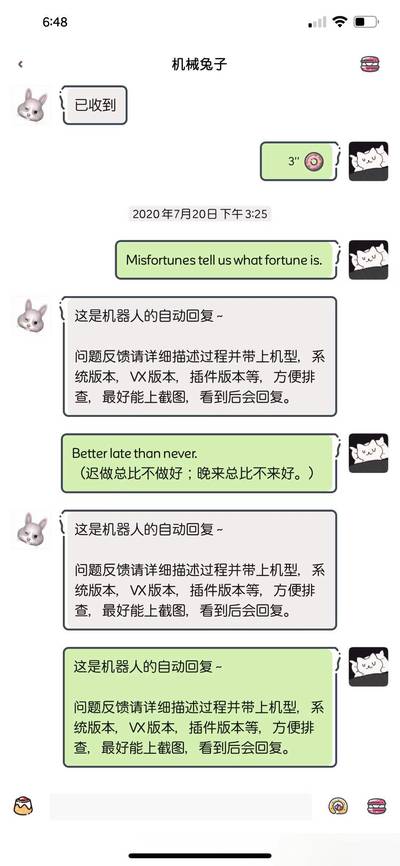 6:48
机械兔子
已收到
3''
2020年7月20日下午3:25
Misfortunes tell us what fortune is.
这是机器人的自动回复~
问题反馈请详细描述过程并带上机型，系
统版本，VX版本，插件版本等，方便排
查，最好能上截图，看到后会回复。
Better late than never.
（迟做总比不做好；晚来总比不来好。）
这是机器人的自动回复~
问题反馈请详细描述过程并带上机型，系
统版本，VX版本，插件版本等，方便排
查，最好能上截图，看到后会回复。
这是机器人的自动回复~
问题反馈请详细描述过程并带上机型，系
统版本，VX版本，插件版本等，方便排
查，最好能上截图，看到后会回复。